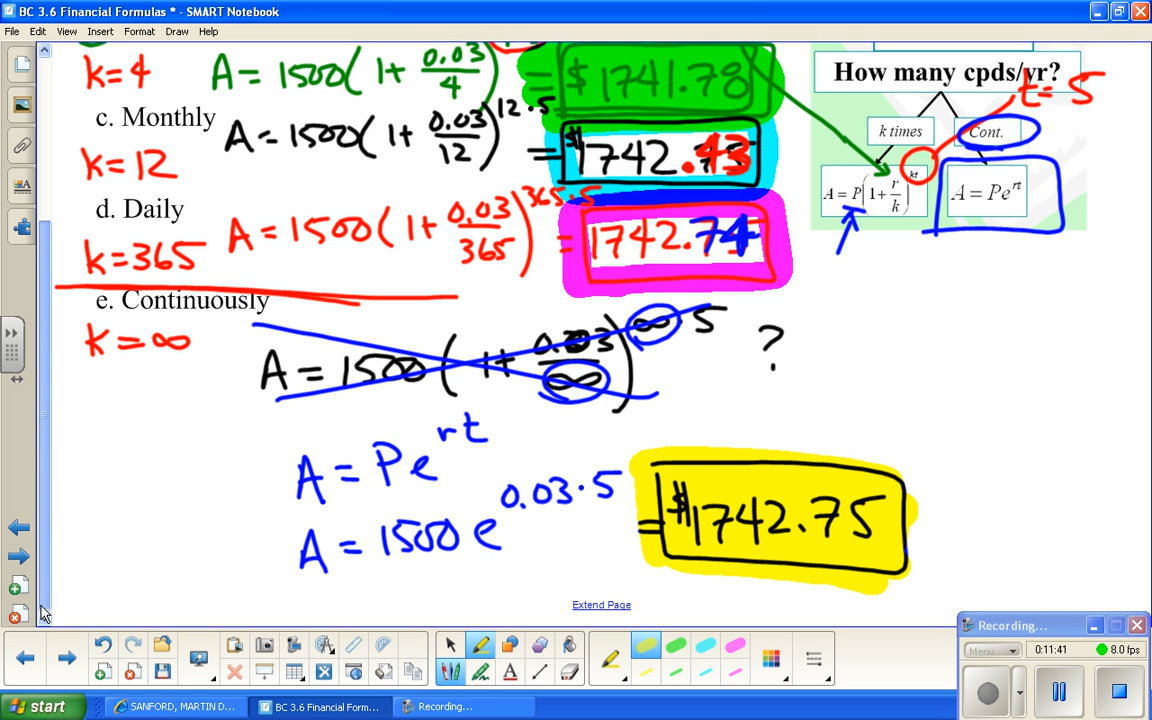 BC 3.6 Financial Formulas * - SMART Notebook
File Edit View Insert Format Draw Help
k=4
A = 1500(1+ 0.03/4)
= $ 1741.78
How many cpds/yr?
t=5
k times
Cont.
A = P(1+ r/k)^kt
A = Pe^rt
c. Monthly
k=12
A = 1500(1+ 0.03/12)^12·5
= $1742.43
d. Daily
k=365
A = 1500(1+ 0.03/365)^365·5
= 1742.74
e. Continuously
k=∞
A = 1500(1+ 0.03/∞)^∞·5 ?
A = Pe^rt
A = 1500e^0.03·5
= $1742.75
Extend Page
Recording...
Menu
0:11:41
8.0 fps
start
SANFORD, MARTIN D...
BC 3.6 Financial Form...
Recording...